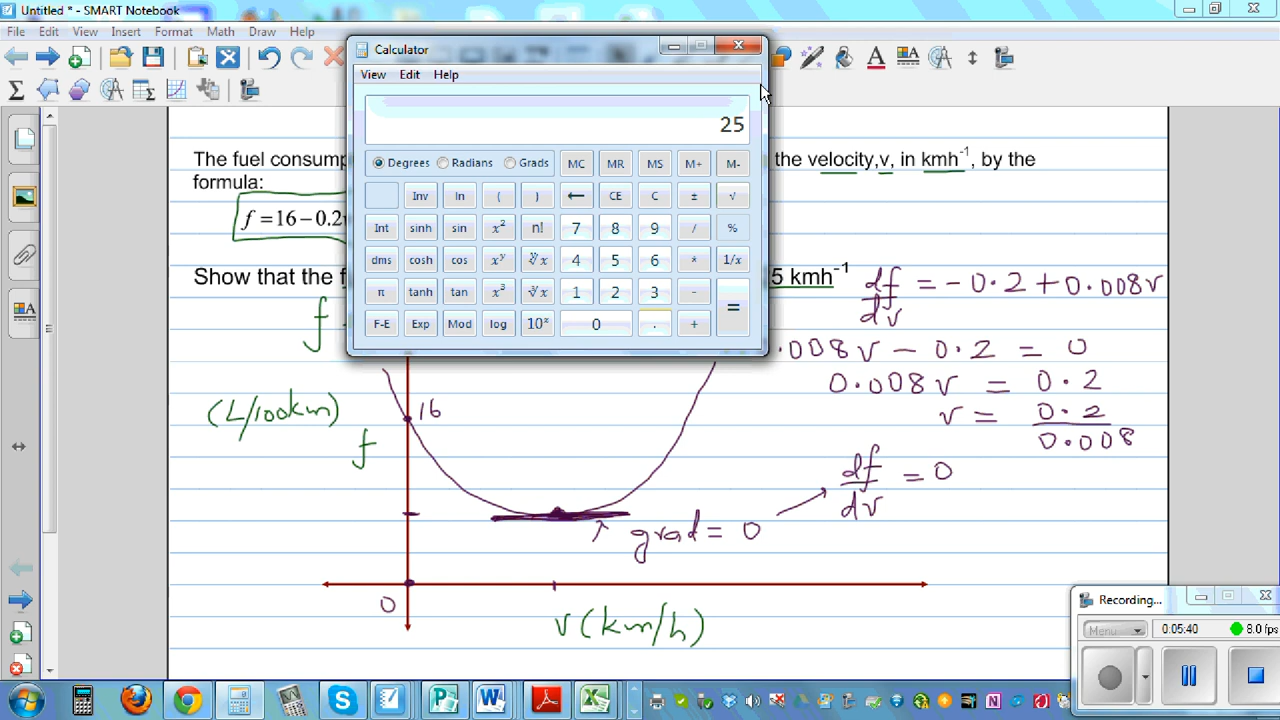 Untitled * - SMART Notebook
File Edit View Insert Format Math Draw Help
Calculator
View Edit Help
25
Degrees Radians Grads MC MR MS M+ M-
Inv ln ( ) ← CE C ± √
Int sinh sin x² n! 7 8 9 / %
dms cosh cos xʸ ʸ√x 4 5 6 * 1/x
π tanh tan x³ ³√x 1 2 3 - =
F-E Exp Mod log 10ˣ 0 . +
The fuel consump the velocity,v, in kmh⁻¹, by the
formula:
f = 16 – 0.2v
Show that the f 5 kmh⁻¹
df/dv = -0.2 + 0.008v
.008v - 0.2 = 0
0.008v = 0.2
v = 0.2/0.008
f
(L/100km)
f
16
df/dv = 0
grad = 0
0
v(km/h)
Recording...
Menu 0:05:40 8.0 fps